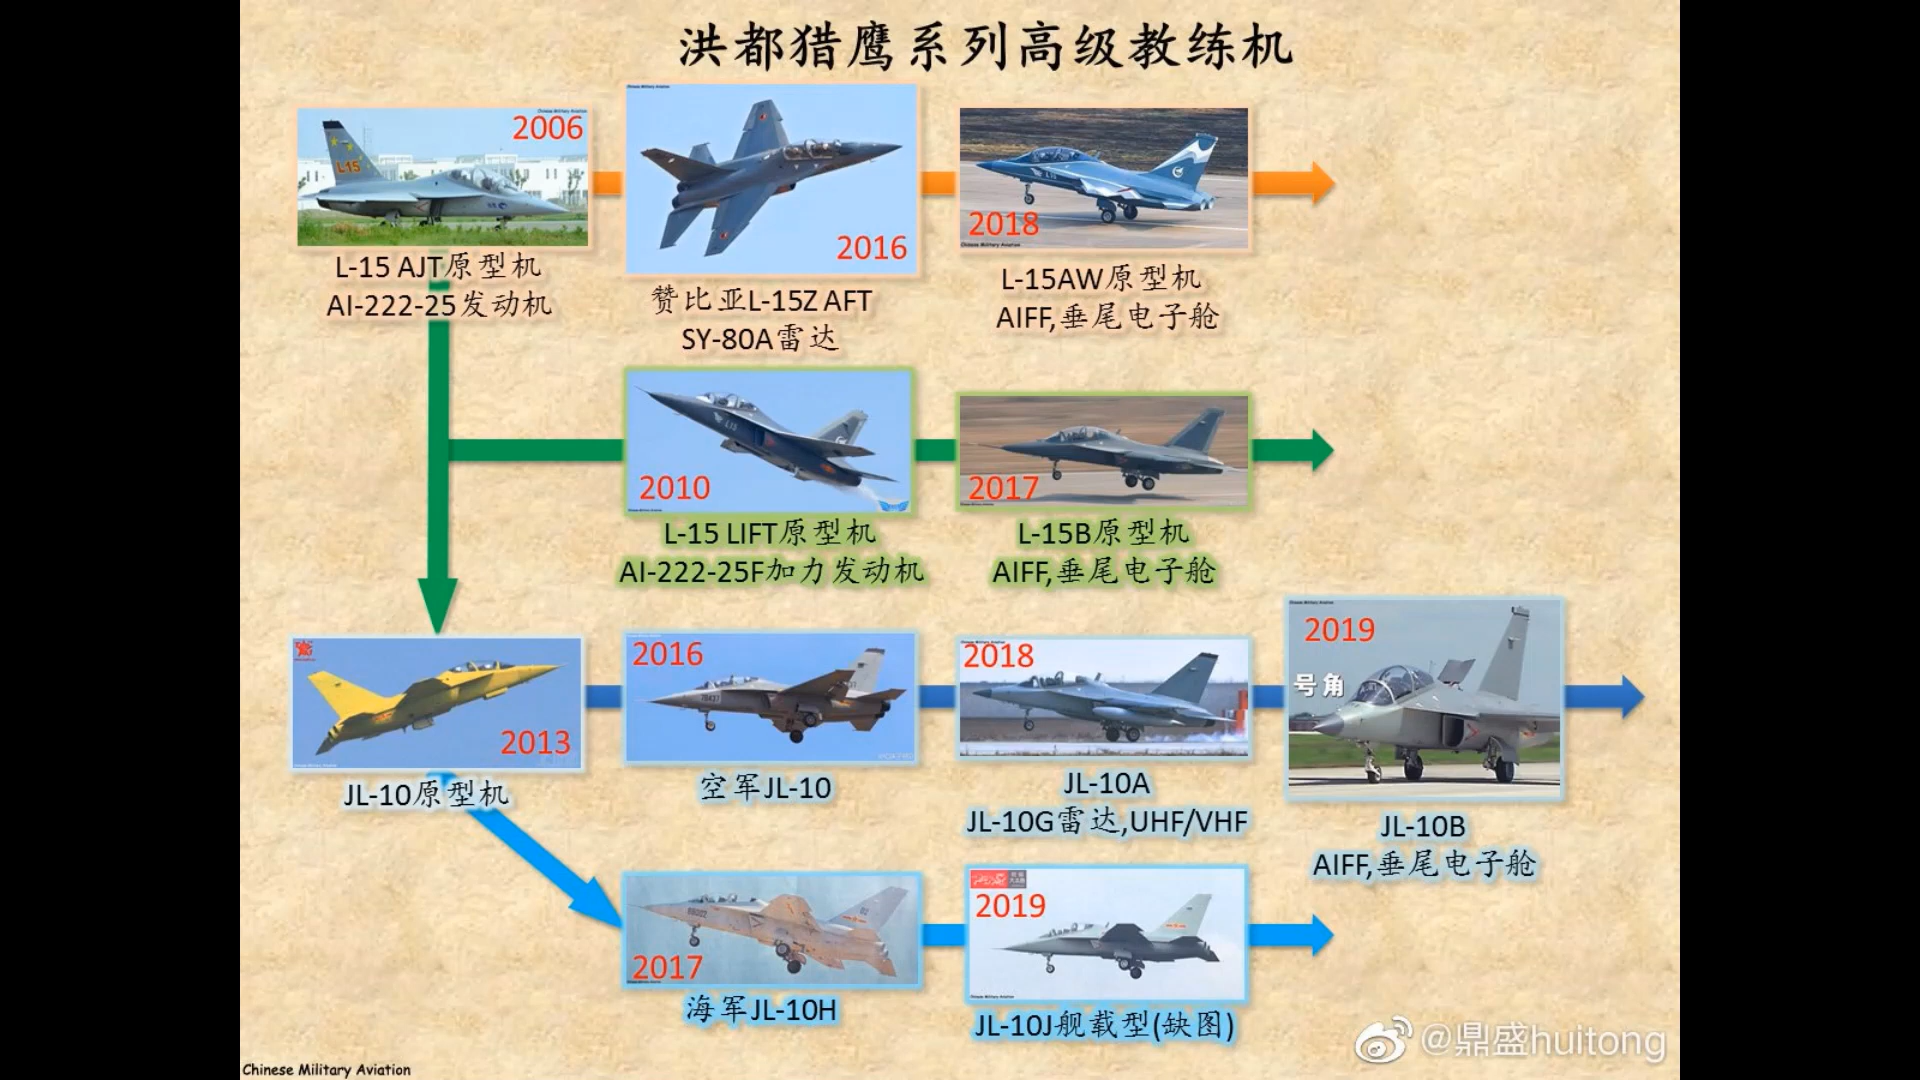 洪都猎鹰系列高级教练机
2006
L-15 AJT原型机
AI-222-25发动机
2016
赞比亚L-15Z AFT
SY-80A雷达
2018
L-15AW原型机
AIFF,垂尾电子舱
2010
L-15 LIFT原型机
AI-222-25F加力发动机
2017
L-15B原型机
AIFF,垂尾电子舱
2013
JL-10原型机
2016
空军JL-10
2018
JL-10A
JL-10G雷达,UHF/VHF
2019
号角
JL-10B
AIFF,垂尾电子舱
2017
海军JL-10H
2019
JL-10J舰载型(缺图)
Chinese Military Aviation
@鼎盛huitong